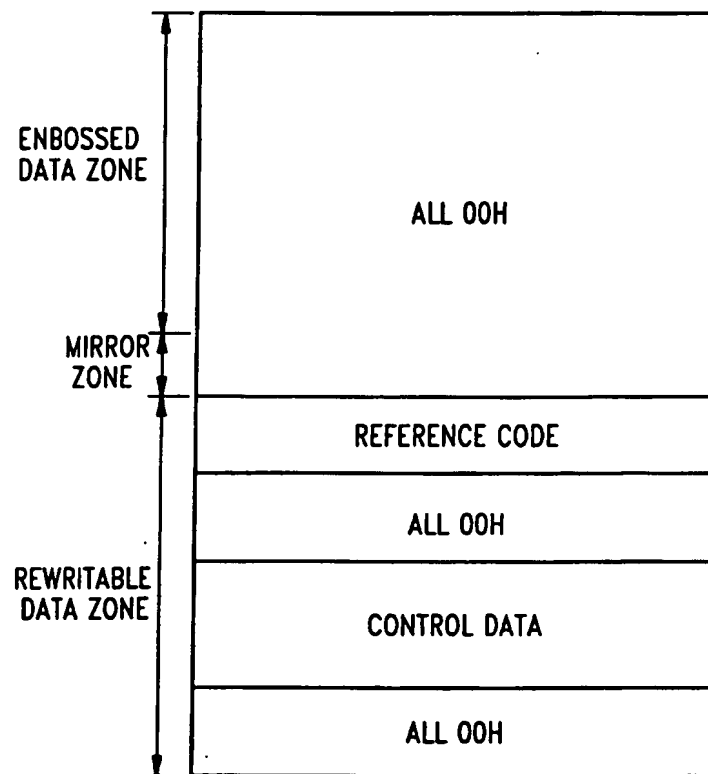 ENBOSSED
DATA ZONE
ALL 00H
MIRROR
ZONE
REFERENCE CODE
ALL 00H
REWRITABLE
DATA ZONE
CONTROL DATA
ALL 00H